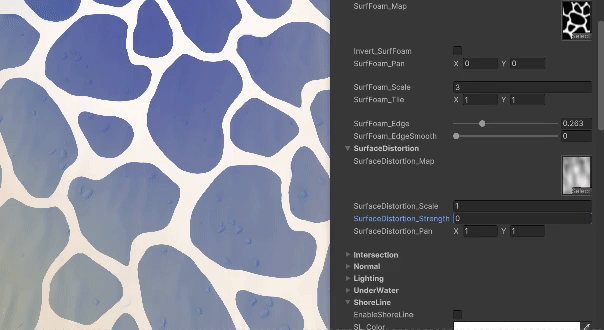 SurfFoam_Map
Select
Invert_SurfFoam
SurfFoam_Pan X 0 Y 0
SurfFoam_Scale 3
SurfFoam_Tile X 1 Y 1
SurfFoam_Edge 0.263
SurfFoam_EdgeSmooth 0
SurfaceDistortion
SurfaceDistortion_Map
Select
SurfaceDistortion_Scale 1
SurfaceDistortion_Strength 0
SurfaceDistortion_Pan X 1 Y 1
Intersection
Normal
Lighting
UnderWater
ShoreLine
EnableShoreLine
SL_Color